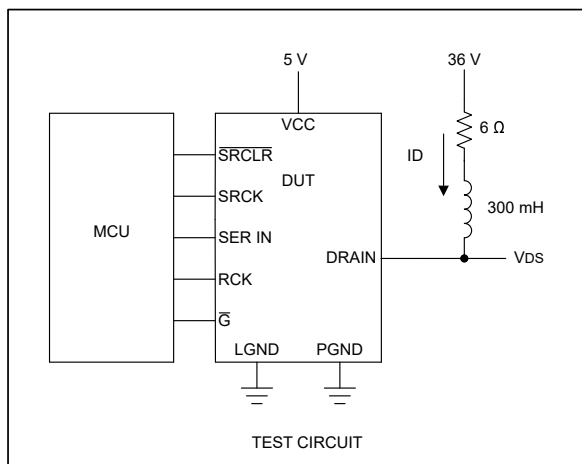 5 V
36 V
VCC
6 Ω
SRCLR
DUT
ID
SRCK
300 mH
MCU
SER IN
DRAIN
VDS
RCK
G
LGND
PGND
TEST CIRCUIT